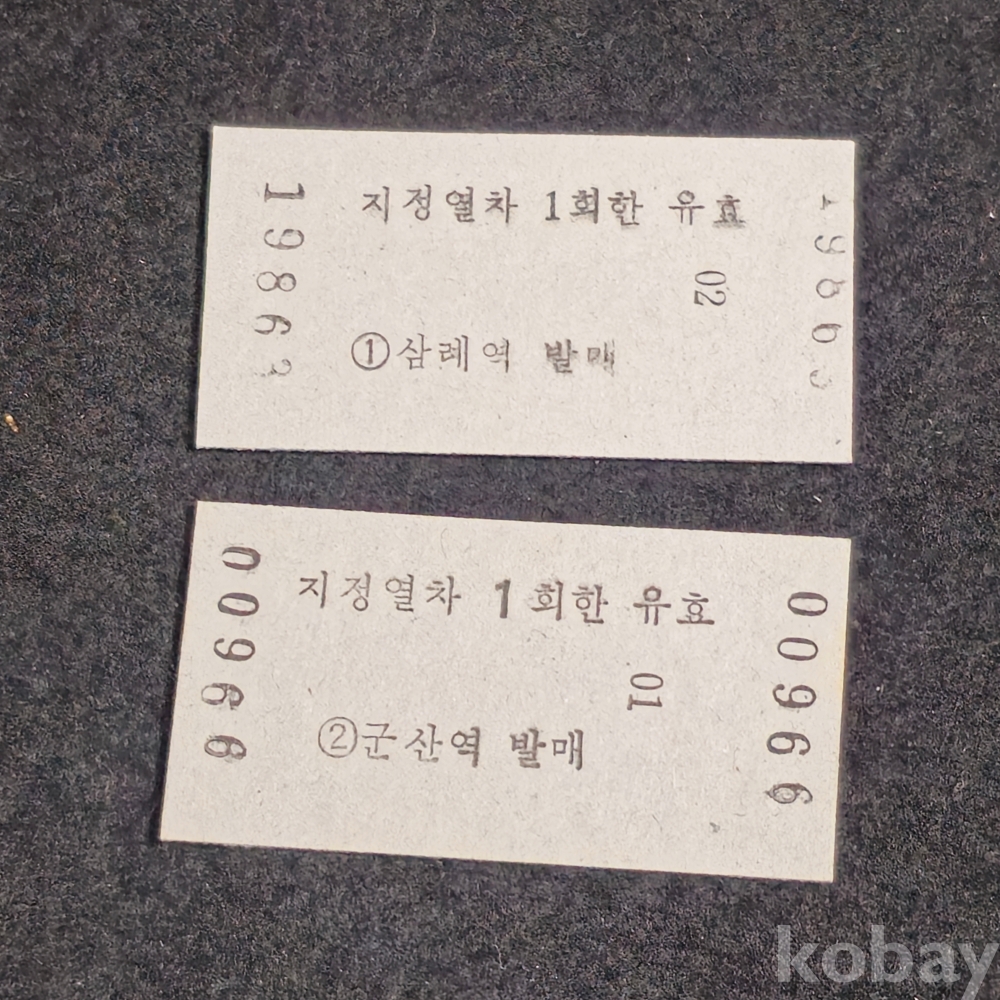 19863
지정열차 1회한 유효
02
①삼례역 발매
19863
00966
지정열차 1 회한 유효
01
②군산역 발매
00966
kobay